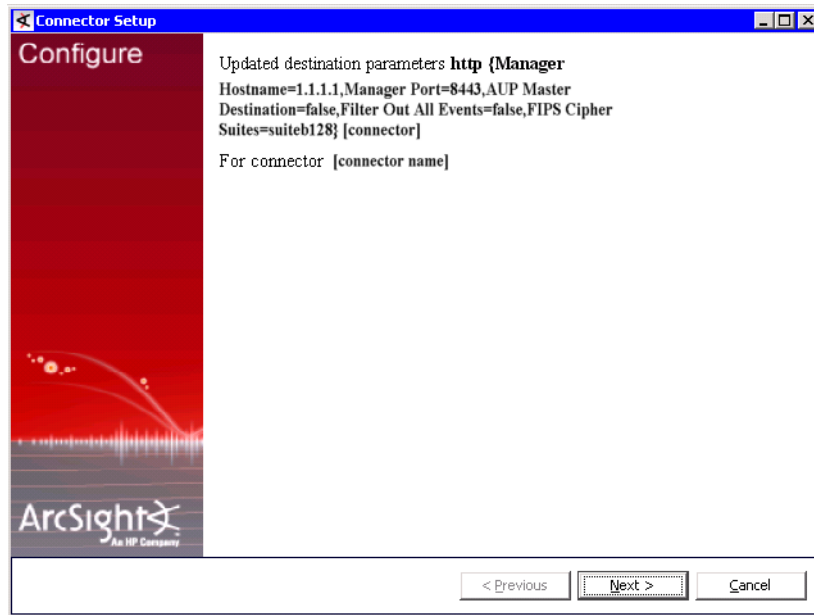 Connector Setup
Configure
Updated destination parameters http {Manager
Hostname=1.1.1.1,Manager Port=8443,AUP Master
Destination=false,Filter Out All Events=false,FIPS Cipher
Suites=suiteb128} [connector]
For connector [connector name]
ArcSight
An HP Company
< Previous
Next >
Cancel